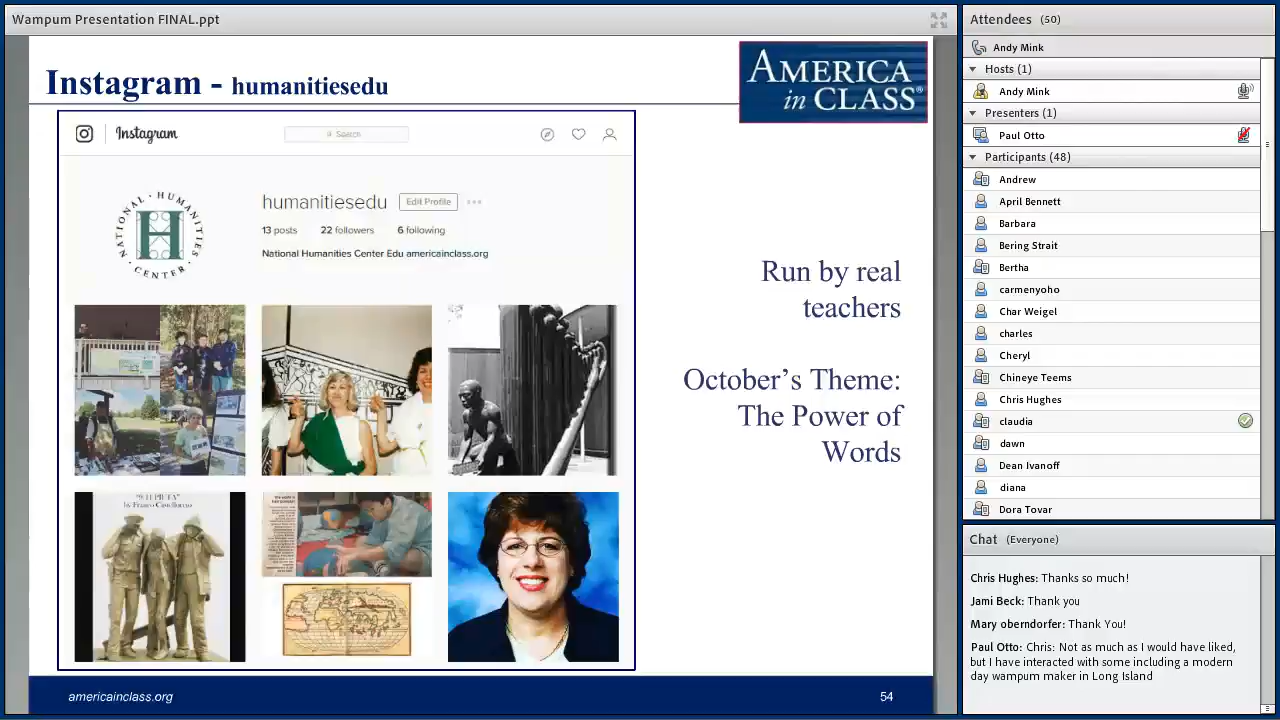 Wampum Presentation FINAL.ppt
Instagram - humanitiesedu
AMERICA
in CLASS®
Instagram
Search
humanitiesedu
Edit Profile
13 posts 22 followers 6 following
National Humanities Center Edu americainclass.org
NATIONAL · HUMANITIES · CENTER ·
H
by Franco Castelluccio
Run by real
teachers
October's Theme:
The Power of
Words
americainclass.org
54
Attendees (50)
Andy Mink
Hosts (1)
Andy Mink
Presenters (1)
Paul Otto
Participants (48)
Andrew
April Bennett
Barbara
Bering Strait
Bertha
carmenyoho
Char Weigel
charles
Cheryl
Chineye Teems
Chris Hughes
claudia
dawn
Dean Ivanoff
diana
Dora Tovar
Chat (Everyone)
Chris Hughes: Thanks so much!
Jami Beck: Thank you
Mary oberndorfer: Thank You!
Paul Otto: Chris: Not as much as I would have liked,
but I have interacted with some including a modern
day wampum maker in Long Island